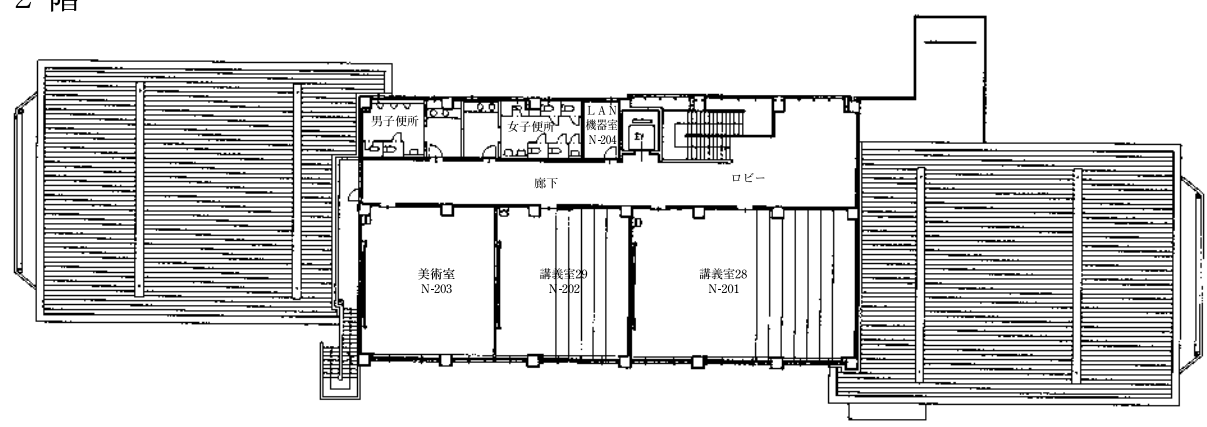 2 階
男子便所
女子便所
LAN
機器室
N-204
EV
廊下
ロビー
美術室
N-203
講義室29
N-202
講義室28
N-201